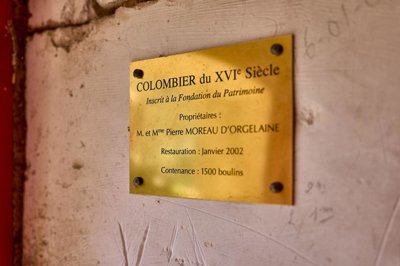 COLOMBIER du XVIe Siècle
Inscrit à la Fondation du Patrimoine
Propriétaires :
M. et Mme Pierre MOREAU D'ORGELAINE
Restauration : Janvier 2002
Contenance : 1500 boulins